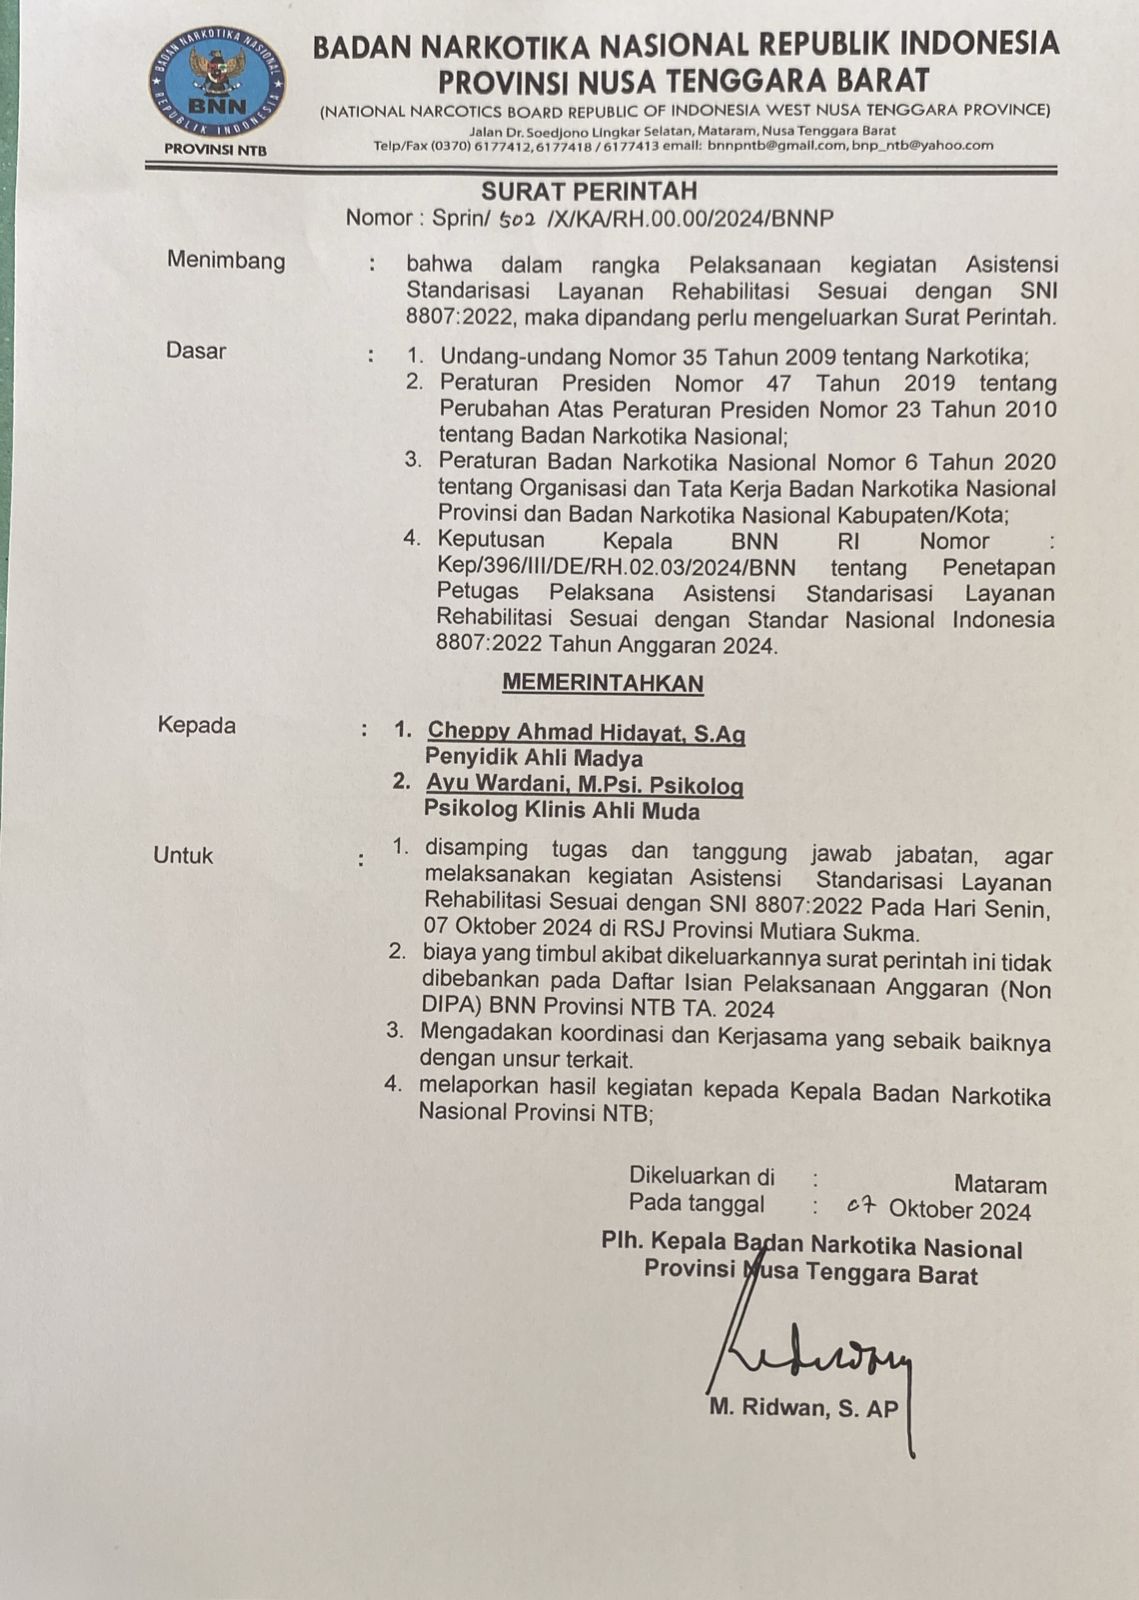 BADAN NARKOTIKA NASIONAL
BNN
REPUBLIK INDONESIA
PROVINSI NTB
BADAN NARKOTIKA NASIONAL REPUBLIK INDONESIA
PROVINSI NUSA TENGGARA BARAT
(NATIONAL NARCOTICS BOARD REPUBLIC OF INDONESIA WEST NUSA TENGGARA PROVINCE)
Jalan Dr. Soedjono Lingkar Selatan, Mataram, Nusa Tenggara Barat
Telp/Fax (0370) 6177412,6177418 / 6177413 email: bnnpntb@gmail.com, bnp_ntb@yahoo.com
SURAT PERINTAH
Nomor : Sprin/ 502 /X/KA/RH.00.00/2024/BNNP
Menimbang : bahwa dalam rangka Pelaksanaan kegiatan Asistensi
Standarisasi Layanan Rehabilitasi Sesuai dengan SNI
8807:2022, maka dipandang perlu mengeluarkan Surat Perintah.
Dasar : 1. Undang-undang Nomor 35 Tahun 2009 tentang Narkotika;
2. Peraturan Presiden Nomor 47 Tahun 2019 tentang
Perubahan Atas Peraturan Presiden Nomor 23 Tahun 2010
tentang Badan Narkotika Nasional;
3. Peraturan Badan Narkotika Nasional Nomor 6 Tahun 2020
tentang Organisasi dan Tata Kerja Badan Narkotika Nasional
Provinsi dan Badan Narkotika Nasional Kabupaten/Kota;
4. Keputusan Kepala BNN RI Nomor :
Kep/396/III/DE/RH.02.03/2024/BNN tentang Penetapan
Petugas Pelaksana Asistensi Standarisasi Layanan
Rehabilitasi Sesuai dengan Standar Nasional Indonesia
8807:2022 Tahun Anggaran 2024.
MEMERINTAHKAN
Kepada : 1. Cheppy Ahmad Hidayat, S.Ag
Penyidik Ahli Madya
2. Ayu Wardani, M.Psi. Psikolog
Psikolog Klinis Ahli Muda
Untuk : 1. disamping tugas dan tanggung jawab jabatan, agar
melaksanakan kegiatan Asistensi Standarisasi Layanan
Rehabilitasi Sesuai dengan SNI 8807:2022 Pada Hari Senin,
07 Oktober 2024 di RSJ Provinsi Mutiara Sukma.
2. biaya yang timbul akibat dikeluarkannya surat perintah ini tidak
dibebankan pada Daftar Isian Pelaksanaan Anggaran (Non
DIPA) BNN Provinsi NTB TA. 2024
3. Mengadakan koordinasi dan Kerjasama yang sebaik baiknya
dengan unsur terkait.
4. melaporkan hasil kegiatan kepada Kepala Badan Narkotika
Nasional Provinsi NTB;
Dikeluarkan di : Mataram
Pada tanggal : 07 Oktober 2024
Plh. Kepala Badan Narkotika Nasional
Provinsi Nusa Tenggara Barat
M. Ridwan, S. AP